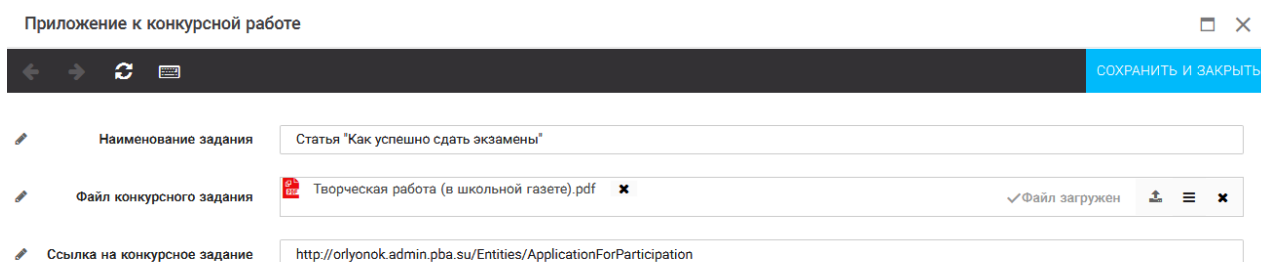 Приложение к конкурсной работе
СОХРАНИТЬ И ЗАКРЫТЬ
Наименование задания Статья "Как успешно сдать экзамены"
Файл конкурсного задания Творческая работа (в школьной газете).pdf Файл загружен
Ссылка на конкурсное задание http://orlyonok.admin.pba.su/Entities/ApplicationForParticipation